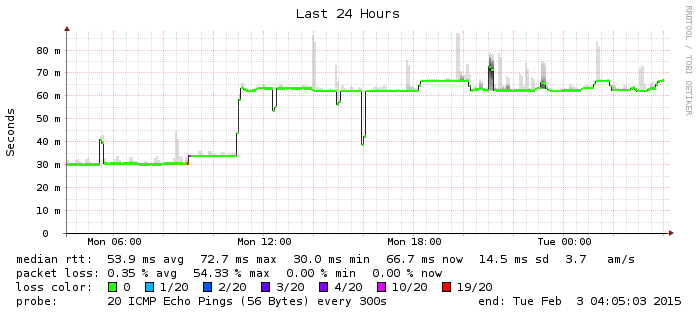 Last 24 Hours
RRDTOOL / TOBI OETIKER
Seconds
80 m
70 m
60 m
50 m
40 m
30 m
20 m
10 m
0
Mon 06:00 Mon 12:00 Mon 18:00 Tue 00:00
median rtt: 53.9 ms avg 72.7 ms max 30.0 ms min 66.7 ms now 14.5 ms sd 3.7 am/s
packet loss: 0.35 % avg 54.33 % max 0.00 % min 0.00 % now
loss color: 0 1/20 2/20 3/20 4/20 10/20 19/20
probe: 20 ICMP Echo Pings (56 Bytes) every 300s end: Tue Feb 3 04:05:03 2015